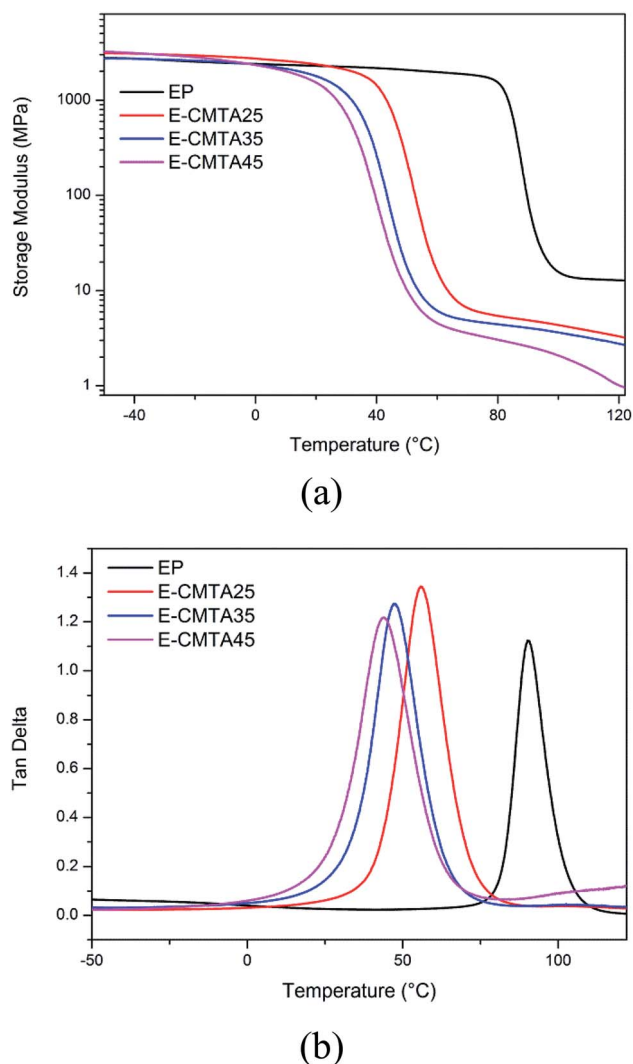 1000
100
10
1
Storage Modulus (MPa)
EP
E-CMTA25
E-CMTA35
E-CMTA45
-40 0 40 80 120
Temperature (°C)
(a)
1.4
1.2
1.0
0.8
0.6
0.4
0.2
0.0
Tan Delta
EP
E-CMTA25
E-CMTA35
E-CMTA45
-50 0 50 100
Temperature (°C)
(b)